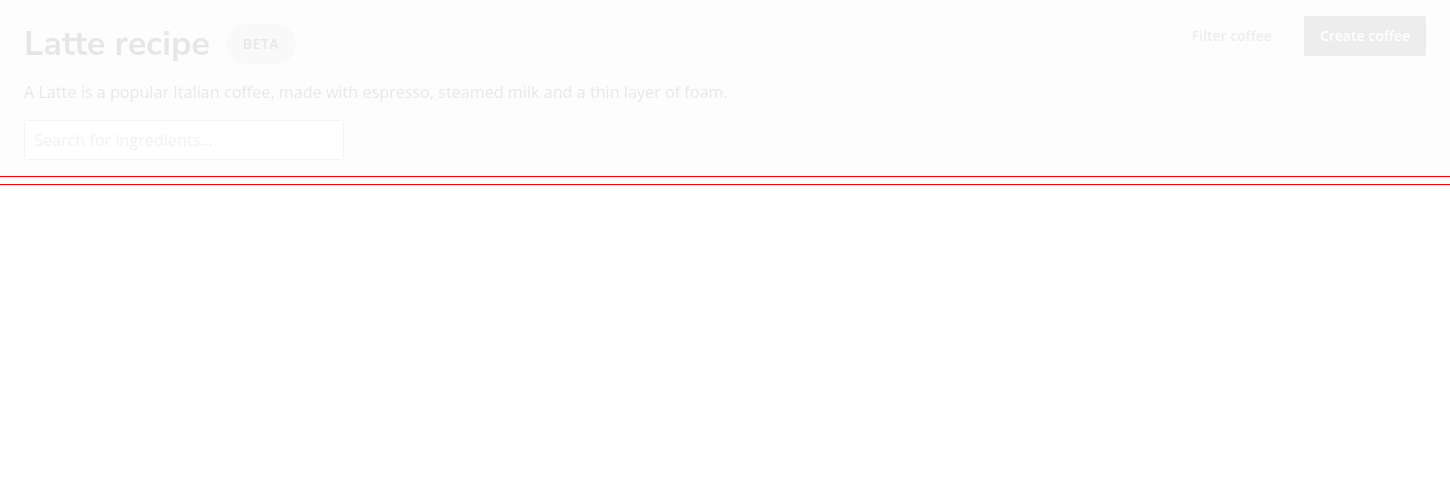 Latte recipe BETA
Filter coffee
Create coffee
A Latte is a popular Italian coffee, made with espresso, steamed milk and a thin layer of foam.
Search for ingredients...